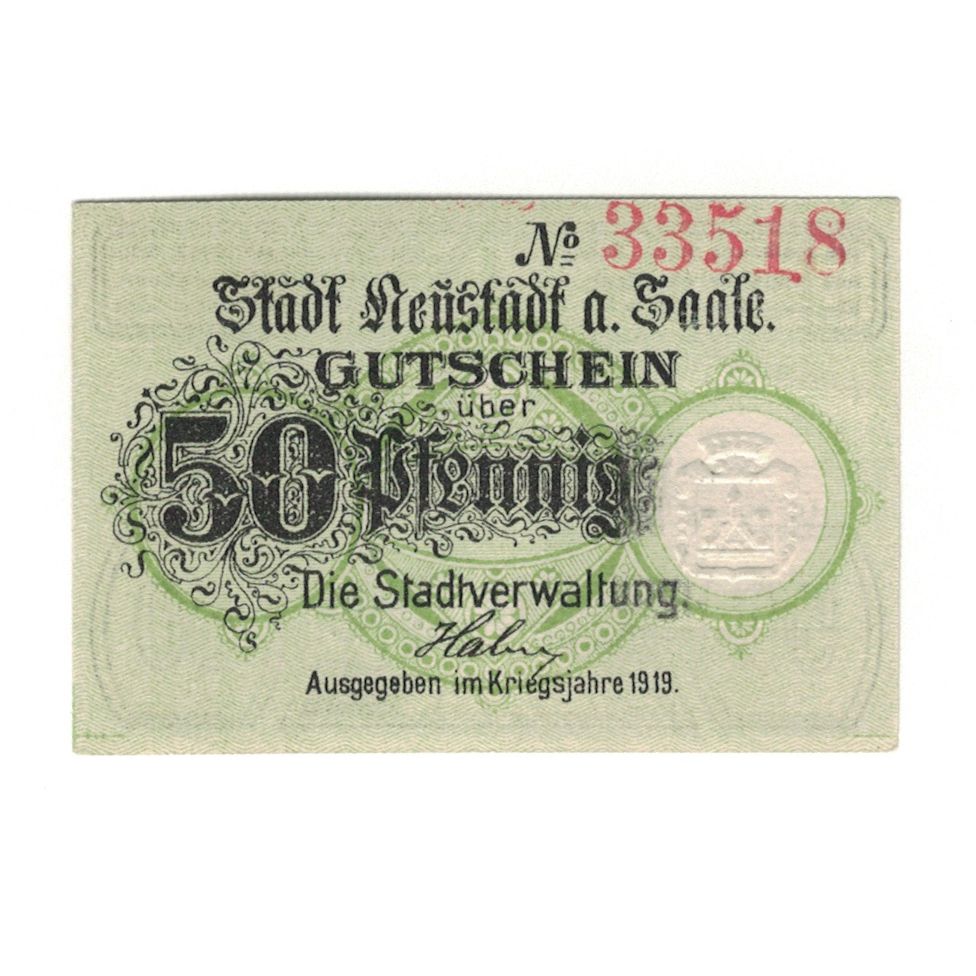 No 33518
Stadt Neustadt a. Saale.
GUTSCHEIN
über
50 Pfennig
Die Stadtverwaltung.
Ausgegeben im Kriegsjahre 1919.